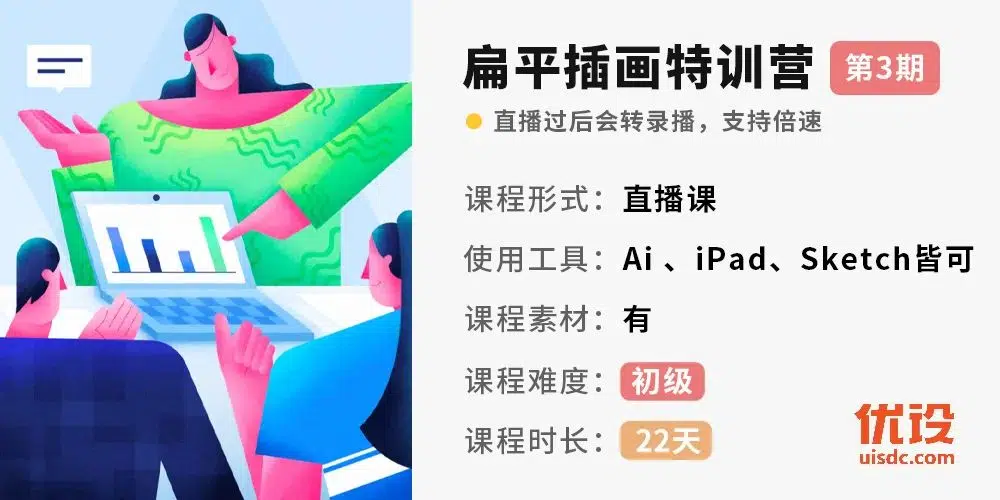 扁平插画特训营 第3期
直播过后会转录播，支持倍速
课程形式：直播课
使用工具：Ai 、iPad、Sketch皆可
课程素材：有
课程难度：初级
课程时长：22天
优设
uisdc.com